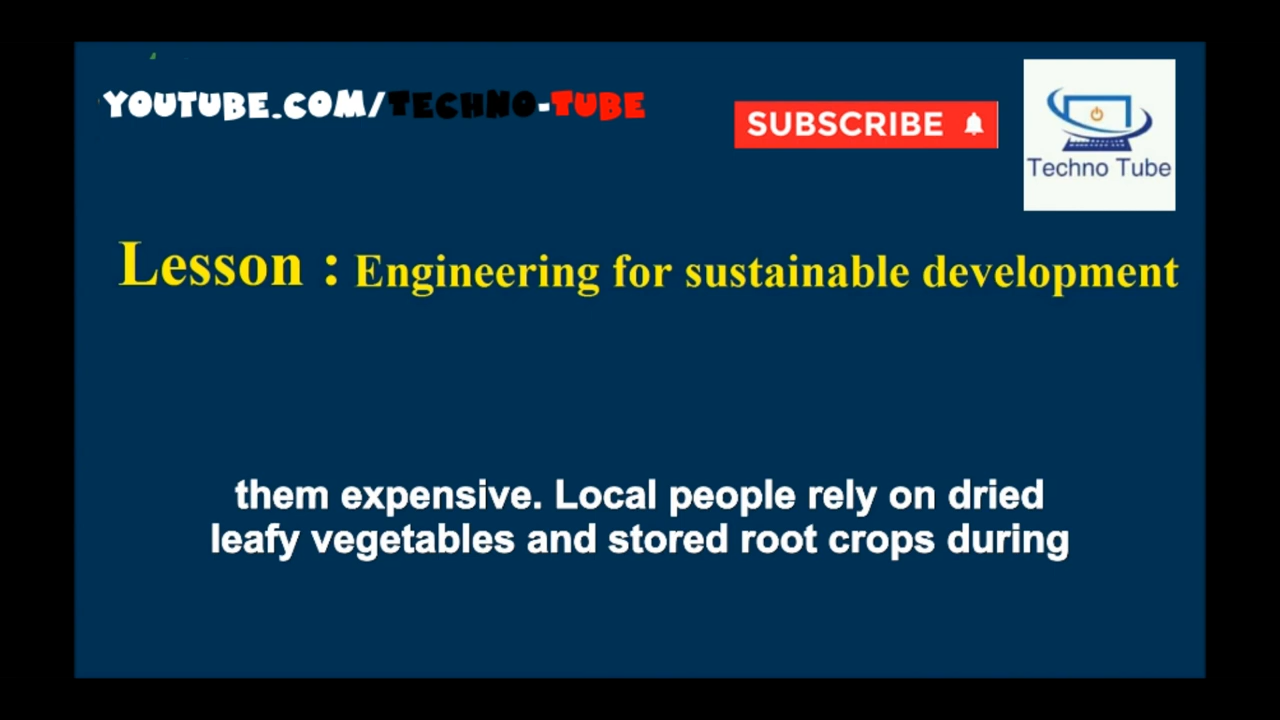 YOUTUBE.COM/TECHNO-TUBE
SUBSCRIBE
Techno Tube
Lesson : Engineering for sustainable development
them expensive. Local people rely on dried
leafy vegetables and stored root crops during